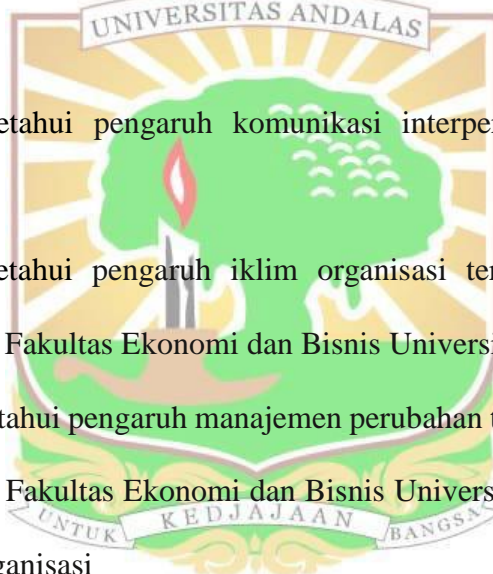 UNIVERSITAS ANDALAS
etahui pengaruh komunikasi interper
etahui pengaruh iklim organisasi ter
Fakultas Ekonomi dan Bisnis Universi
tahui pengaruh manajemen perubahan t
Fakultas Ekonomi dan Bisnis Univers
UNTUK KEDJAJAAN BANGSA
ganisasi